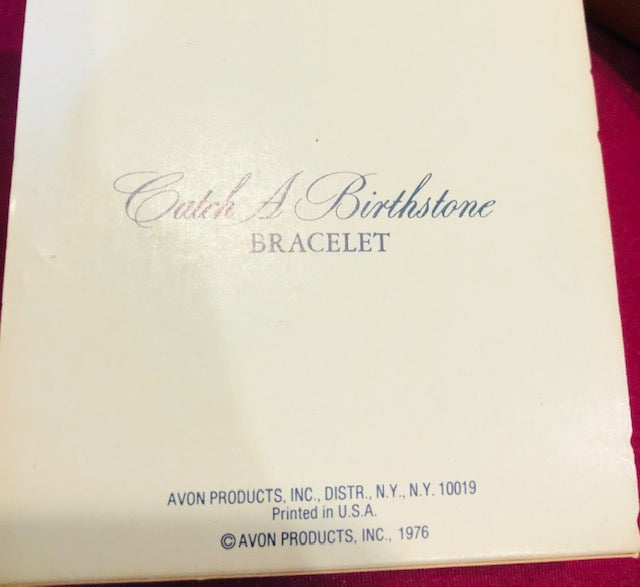 Catch A Birthstone
BRACELET
AVON PRODUCTS, INC., DISTR., N.Y., N.Y. 10019
Printed in U.S.A.
© AVON PRODUCTS, INC., 1976